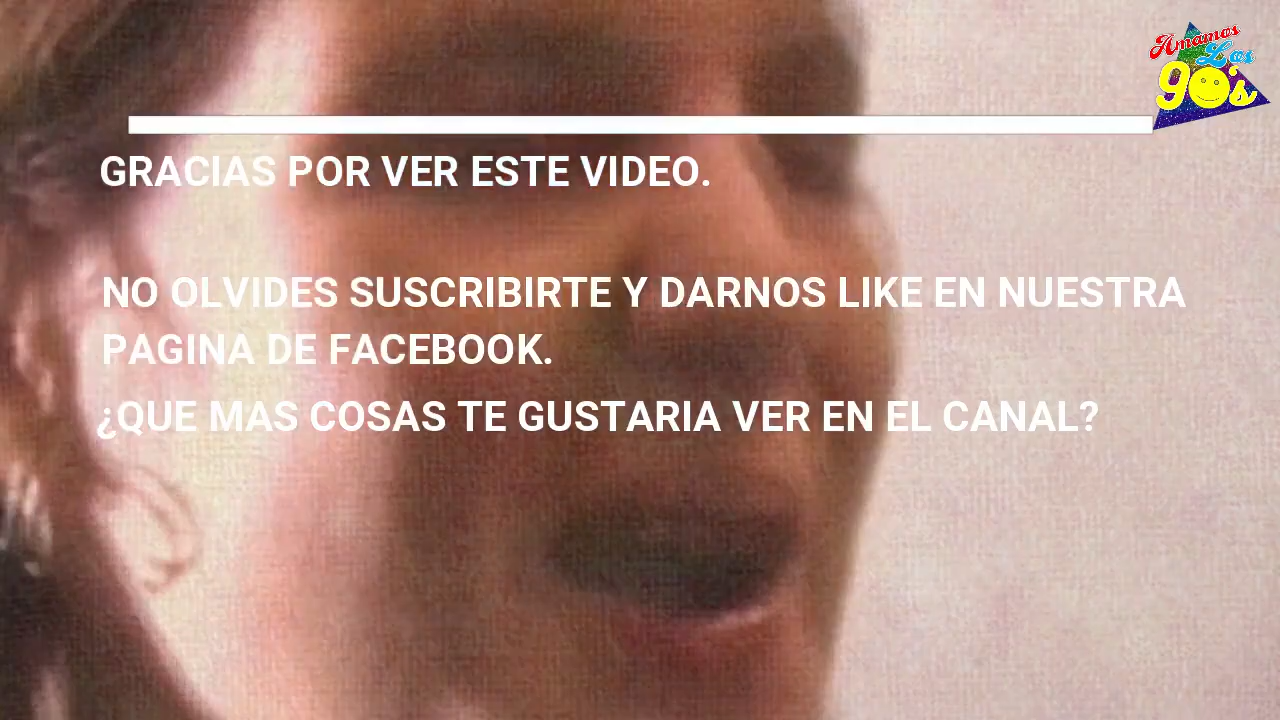 Amamos
Los
90's
GRACIAS POR VER ESTE VIDEO.
NO OLVIDES SUSCRIBIRTE Y DARNOS LIKE EN NUESTRA
PAGINA DE FACEBOOK.
¿QUE MAS COSAS TE GUSTARIA VER EN EL CANAL?